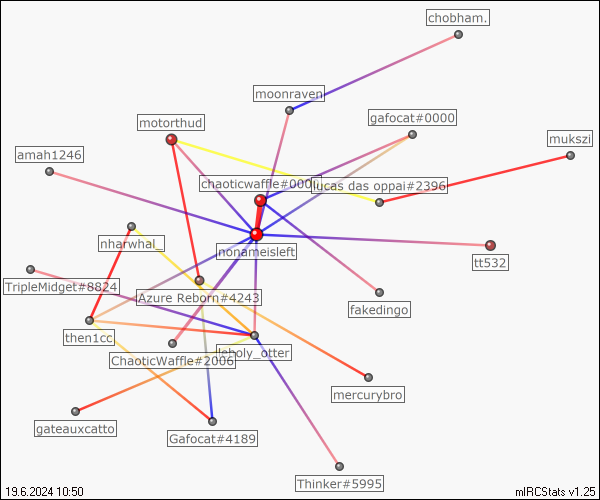 chobham.
moonraven
gafocat#0000
motorthud
mukszi
amah1246
chaoticwaffle#000
lucas das oppai#2396
nharwhal_
nonameisleft
tt532
TripleMidget#8824
Azure Reborn#4243
fakedingo
then1cc
ChaoticWaffle#2006
leboly_otter
mercurybro
gateauxcatto
Gafocat#4189
Thinker#5995
19.6.2024 10:50
mIRCStats v1.25